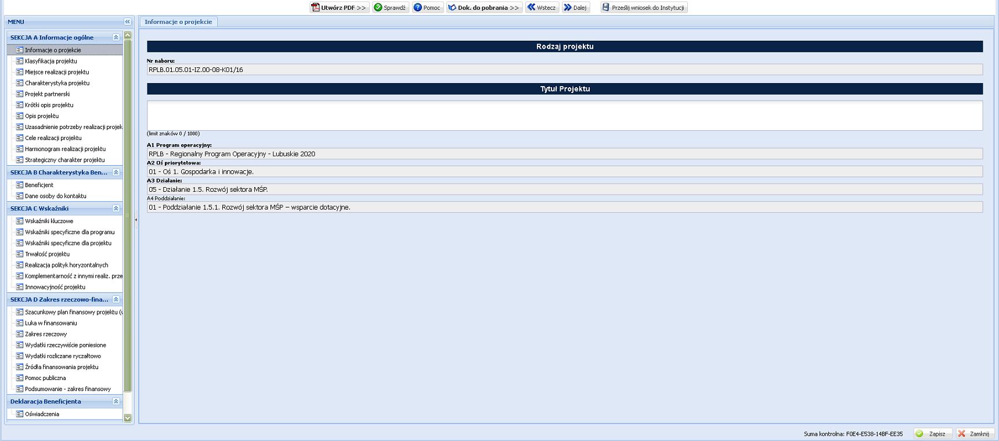 Utwórz PDF >> Sprawdź Pomoc Dok. do pobrania >> Wstecz Dalej Prześlij wniosek do Instytucji
MENU
SEKCJA A Informacje ogólne
Informacje o projekcie
Klasyfikacja projektu
Miejsce realizacji projektu
Charakterystyka projektu
Projekt partnerski
Krótki opis projektu
Opis projektu
Uzasadnienie potrzeby realizacji projek
Cele realizacji projektu
Harmonogram realizacji projektu
Strategiczny charakter projektu
SEKCJA B Charakterystyka Ben...
Beneficjent
Dane osoby do kontaktu
SEKCJA C Wskaźniki
Wskaźniki kluczowe
Wskaźniki specyficzne dla programu
Wskaźniki specyficzne dla projektu
Trwałość projektu
Realizacja polityk horyzontalnych
Komplementarność z innymi realiz. prze
Innowacyjność projektu
SEKCJA D Zakres rzeczowo-fina...
Szacunkowy plan finansowy projektu (w
Luka w finansowaniu
Zakres rzeczowy
Wydatki rzeczywiście poniesione
Wydatki rozliczane ryczałtowo
Źródła finansowania projektu
Pomoc publiczna
Podsumowanie - zakres finansowy
Deklaracja Beneficjenta
Oświadczenia
Informacje o projekcie
Rodzaj projektu
Nr naboru:
RPLB.01.05.01-IZ.00-08-K01/16
Tytuł Projektu
(limit znaków 0 / 1000)
A1 Program operacyjny:
RPLB - Regionalny Program Operacyjny - Lubuskie 2020
A2 Oś priorytetowa:
01 - Oś 1. Gospodarka i innowacje.
A3 Działanie:
05 - Działanie 1.5. Rozwój sektora MŚP.
A4 Poddziałanie:
01 - Poddziałanie 1.5.1. Rozwój sektora MŚP – wsparcie dotacyjne.
Suma kontrolna: F0E4-E538-14BF-EE35 Zapisz Zamknij